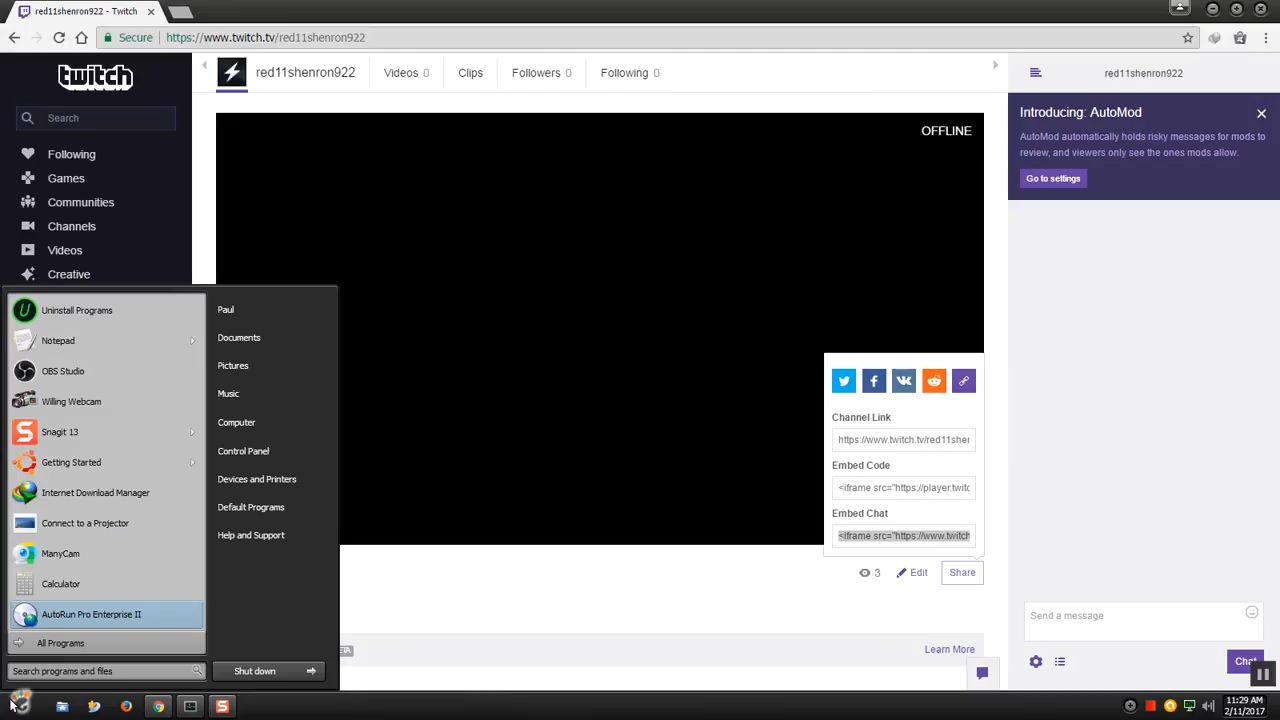 red11shenron922 - Twitch
Secure
https://www.twitch.tv/red11shenron922
twitch
Search
Following
Games
Communities
Channels
Videos
Creative
red11shenron922
Videos 0
Clips
Followers 0
Following 0
OFFLINE
red11shenron922
Introducing: AutoMod
AutoMod automatically holds risky messages for mods to
review, and viewers only see the ones mods allow.
Go to settings
Uninstall Programs
Notepad
OBS Studio
Willing Webcam
Snagit 13
Getting Started
Internet Download Manager
Connect to a Projector
ManyCam
Calculator
AutoRun Pro Enterprise II
All Programs
Search programs and files
Paul
Documents
Pictures
Music
Computer
Control Panel
Devices and Printers
Default Programs
Help and Support
Shut down
Channel Link
https://www.twitch.tv/red11sher
Embed Code
<iframe src="https://player.twitc
Embed Chat
<iframe src="https://www.twitch
3
Edit
Share
Learn More
Send a message
Chat
11:29 AM
2/11/2017